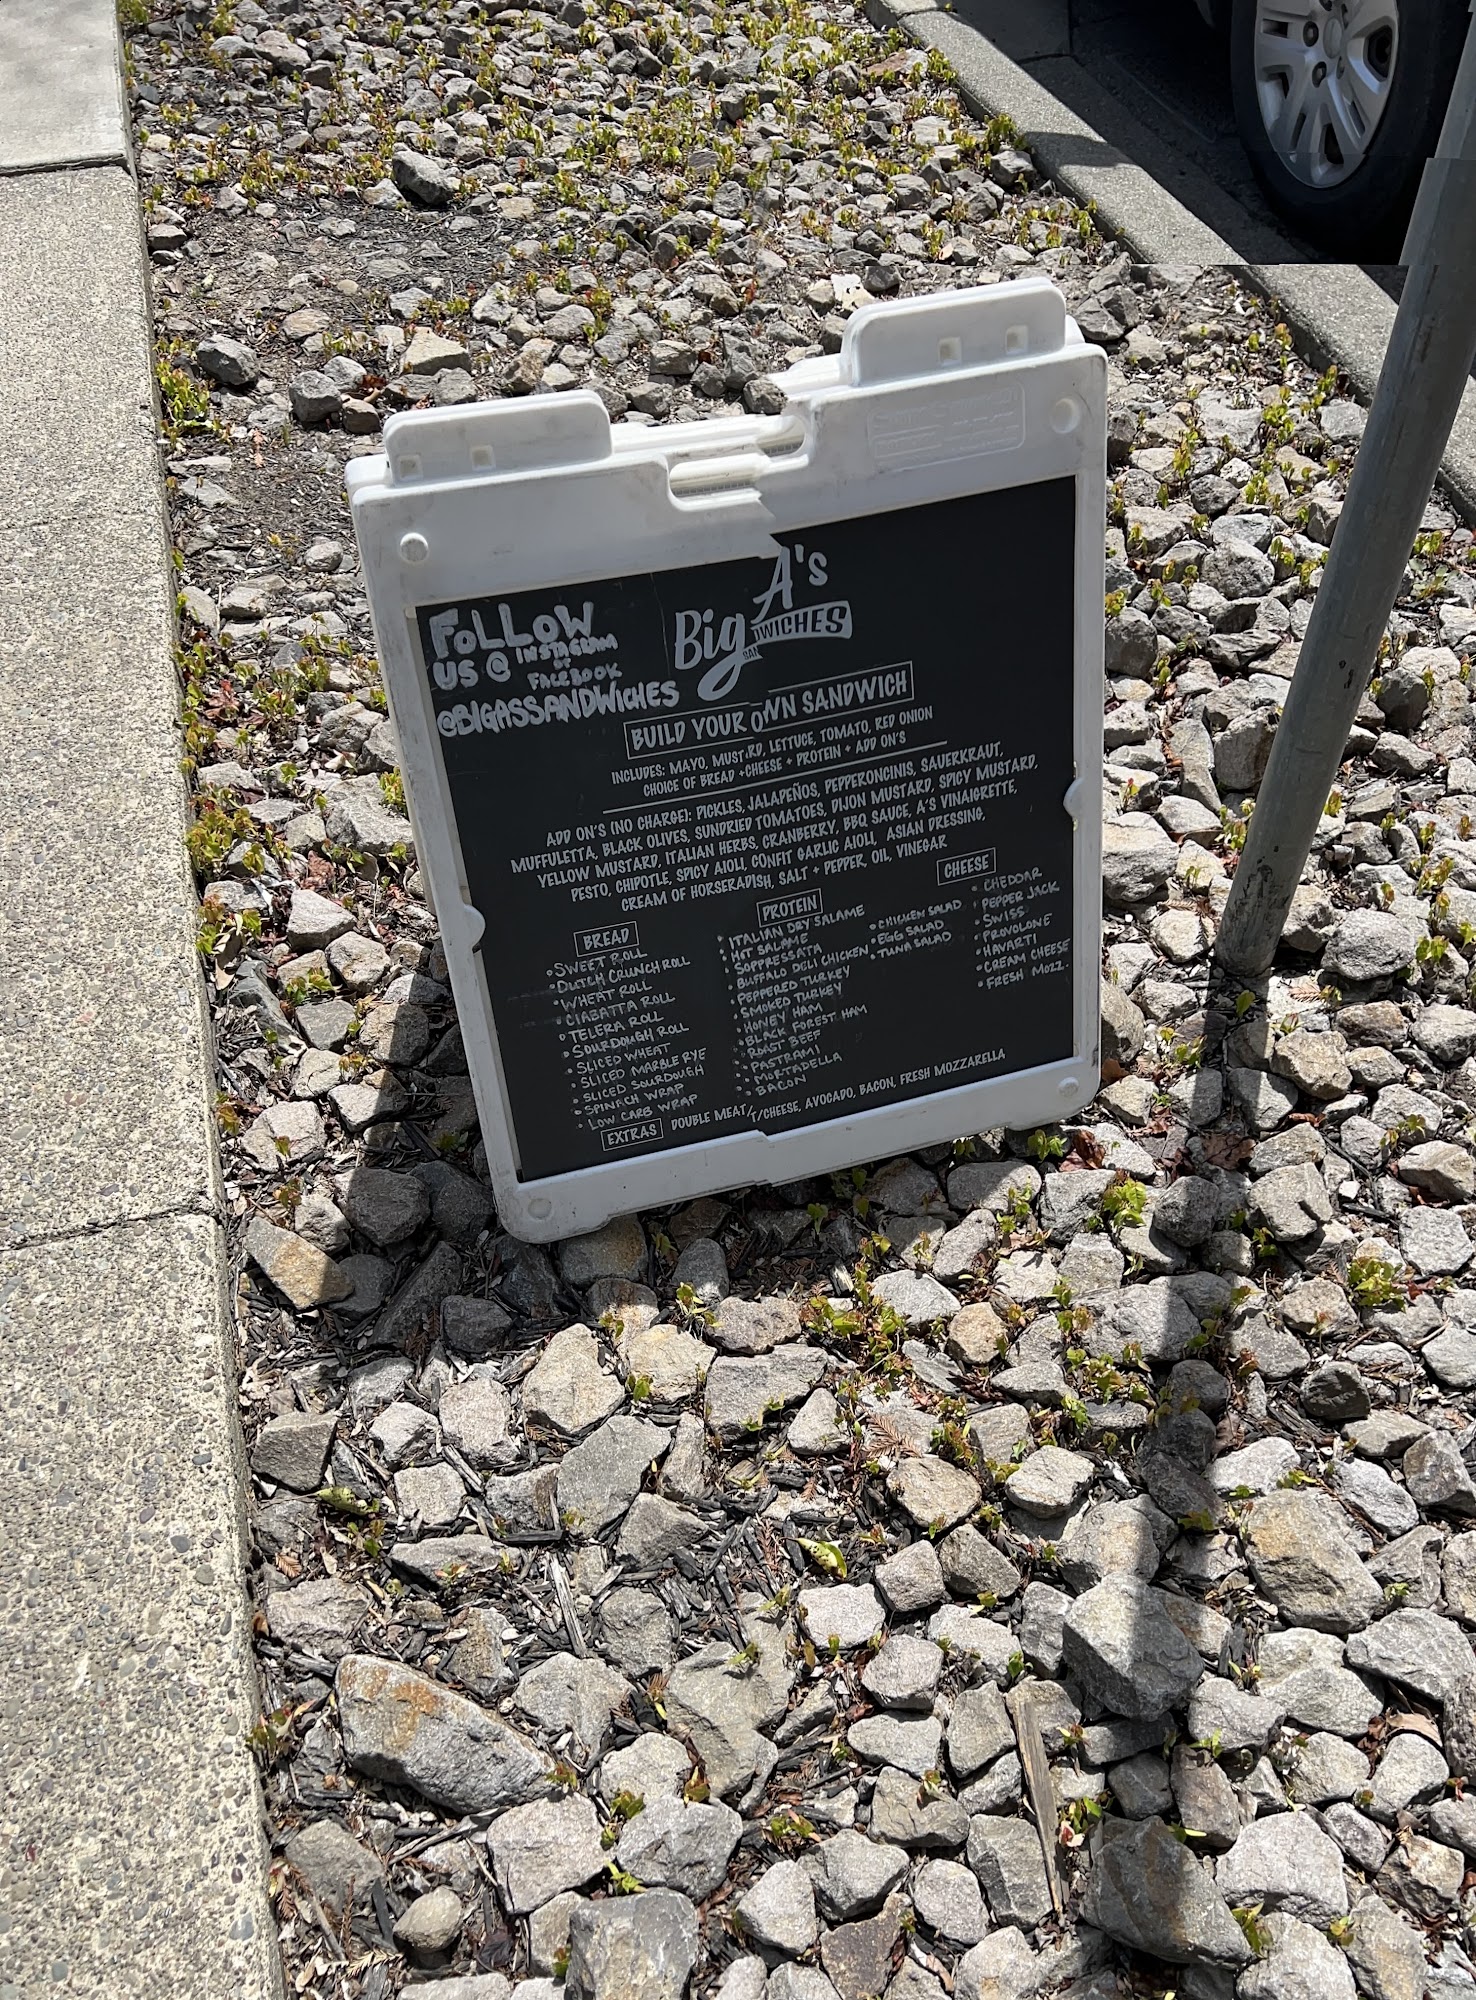 FOLLOW
US @ INSTAGRAM
OR
FACEBOOK
@BIGASSANDWICHES
Big A's
SANDWICHES
BUILD YOUR OWN SANDWICH
INCLUDES: MAYO, MUST.RD, LETTUCE, TOMATO, RED ONION
CHOICE OF BREAD + CHEESE + PROTEIN + ADD ON'S
ADD ON'S (NO CHARGE): PICKLES, JALAPEÑOS, PEPPERONCINIS, SAUERKRAUT,
MUFFULETTA, BLACK OLIVES, SUNDRIED TOMATOES, DIJON MUSTARD, SPICY MUSTARD,
YELLOW MUSTARD, ITALIAN HERBS, CRANBERRY, BBQ SAUCE, A'S VINAIGRETTE,
PESTO, CHIPOTLE, SPICY AIOLI, CONFIT GARLIC AIOLI, ASIAN DRESSING,
CREAM OF HORSERADISH, SALT + PEPPER, OIL, VINEGAR
BREAD
• SWEET ROLL
• DUTCH CRUNCH ROLL
• WHEAT ROLL
• CIABATTA ROLL
• TELERA ROLL
• SOURDOUGH ROLL
• SLICED WHEAT
• SLICED MARBLE RYE
• SLICED SOURDOUGH
• SPINACH WRAP
• LOW CARB WRAP
PROTEIN
• ITALIAN DRY SALAME
• HOT SALAME
• SOPPRESSATA
• BUFFALO DELI CHICKEN
• PEPPERED TURKEY
• SMOKED TURKEY
• HONEY HAM
• BLACK FOREST HAM
• ROAST BEEF
• PASTRAMI
• MORTADELLA
• BACON
• CHICKEN SALAD
• EGG SALAD
• TUNA SALAD
CHEESE
• CHEDDAR
• PEPPER JACK
• SWISS
• PROVOLONE
• HAVARTI
• CREAM CHEESE
• FRESH MOZZ.
EXTRAS DOUBLE MEAT/CHEESE, AVOCADO, BACON, FRESH MOZZARELLA